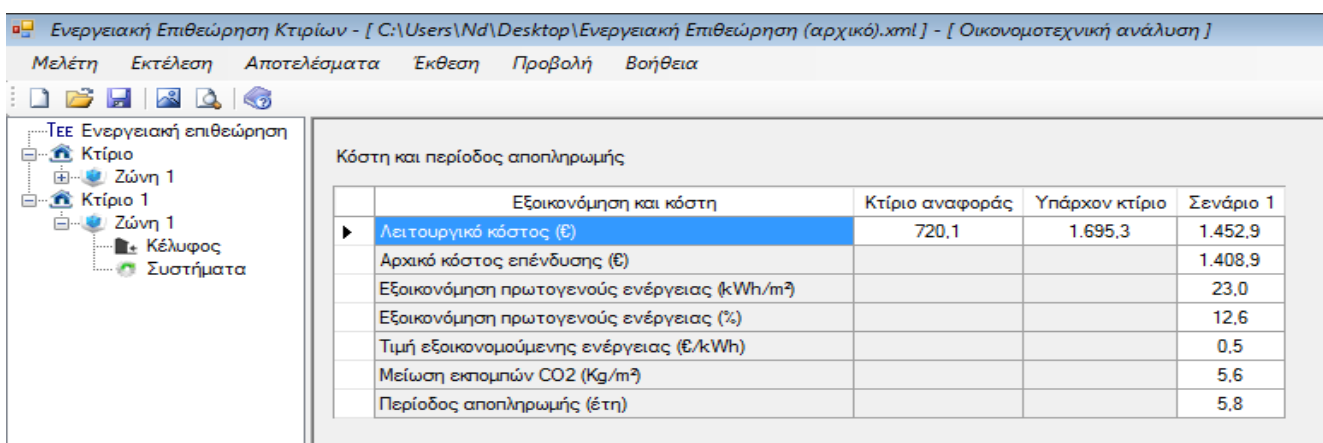 Ενεργειακή Επιθεώρηση Κτιρίων - [ C:\Users\Nd\Desktop\Ενεργειακή Επιθεώρηση (αρχικό).xml ] - [ Οικονομοτεχνική ανάλυση ]
Μελέτη Εκτέλεση Αποτελέσματα Έκθεση Προβολή Βοήθεια
ΤΕΕ Ενεργειακή επιθεώρηση
Κτίριο
Ζώνη 1
Κτίριο 1
Ζώνη 1
Κέλυφος
Συστήματα
Κόστη και περίοδος αποπληρωμής
Εξοικονόμηση και κόστη Κτίριο αναφοράς Υπάρχον κτίριο Σενάριο 1
Λειτουργικό κόστος (€) 720,1 1.695,3 1.452,9
Αρχικό κόστος επένδυσης (€) 1.408,9
Εξοικονόμηση πρωτογενούς ενέργειας (kWh/m²) 23,0
Εξοικονόμηση πρωτογενούς ενέργειας (%) 12,6
Τιμή εξοικονομούμενης ενέργειας (€/kWh) 0,5
Μείωση εκπομπών CO2 (Kg/m²) 5,6
Περίοδος αποπληρωμής (έτη) 5,8